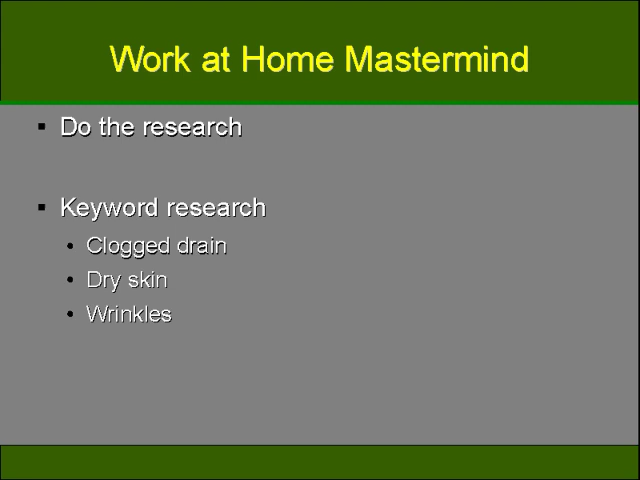 Work at Home Mastermind
▪ Do the research
▪ Keyword research
• Clogged drain
• Dry skin
• Wrinkles